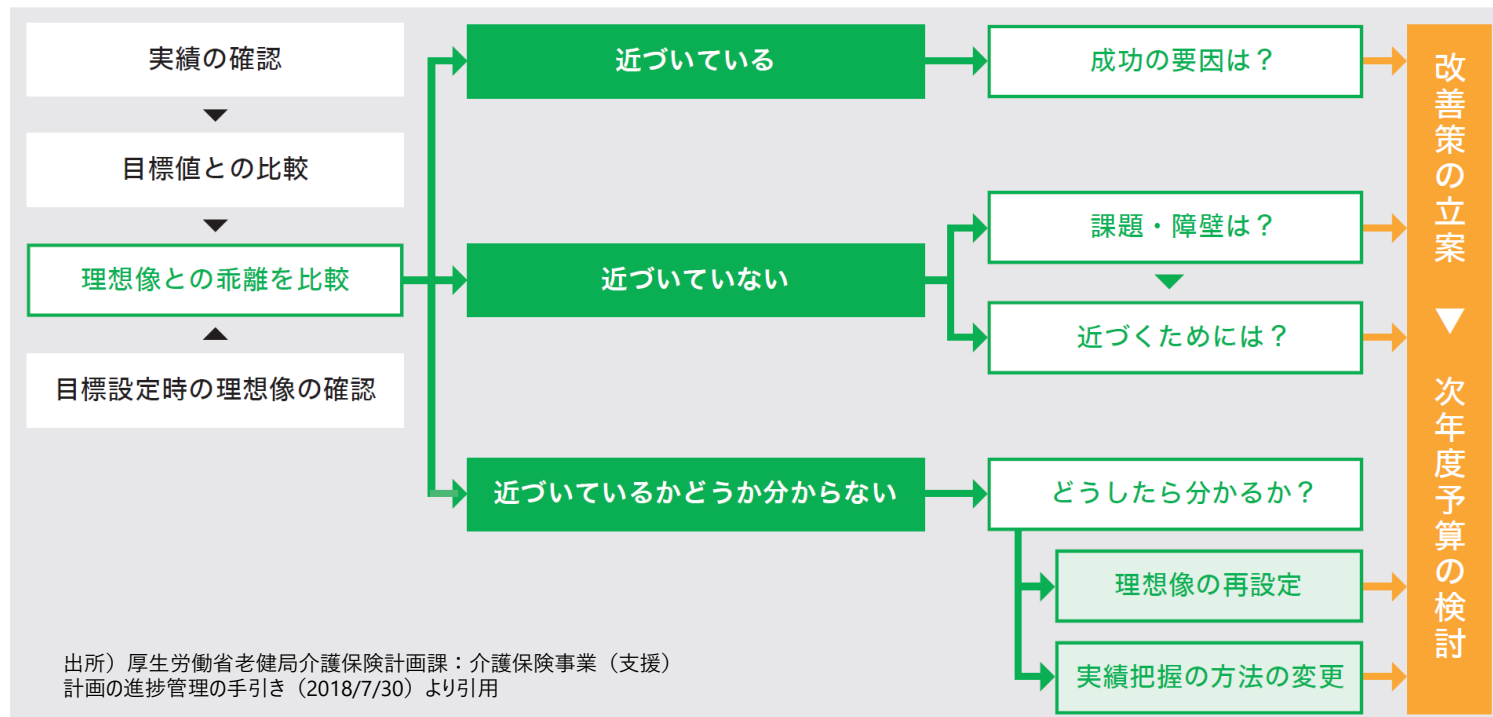 実績の確認
目標値との比較
理想像との乖離を比較
目標設定時の理想像の確認
近づいている
成功の要因は？
近づいていない
課題・障壁は？
近づくためには？
近づいているかどうか分からない
どうしたら分かるか？
理想像の再設定
実績把握の方法の変更
改善策の立案 ▼ 次年度予算の検討
出所）厚生労働省老健局介護保険計画課：介護保険事業（支援）
計画の進捗管理の手引き（2018/7/30）より引用